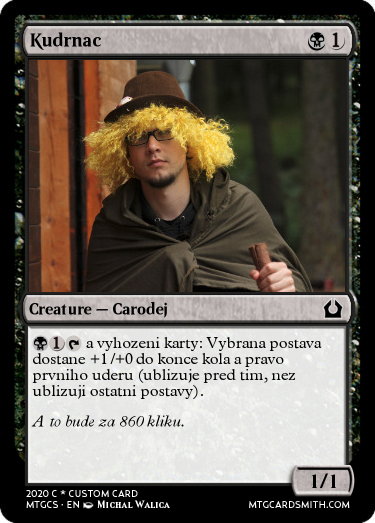 Kudrnac 1
Creature — Carodej
1 a vyhozeni karty: Vybrana postava
dostane +1/+0 do konce kola a pravo
prvniho uderu (ublizuje pred tim, nez
ublizuji ostatni postavy).
A to bude za 860 kliku.
1/1
2020 C * CUSTOM CARD
MTGCS · EN Michal Walica
MTGCARDSMITH.COM